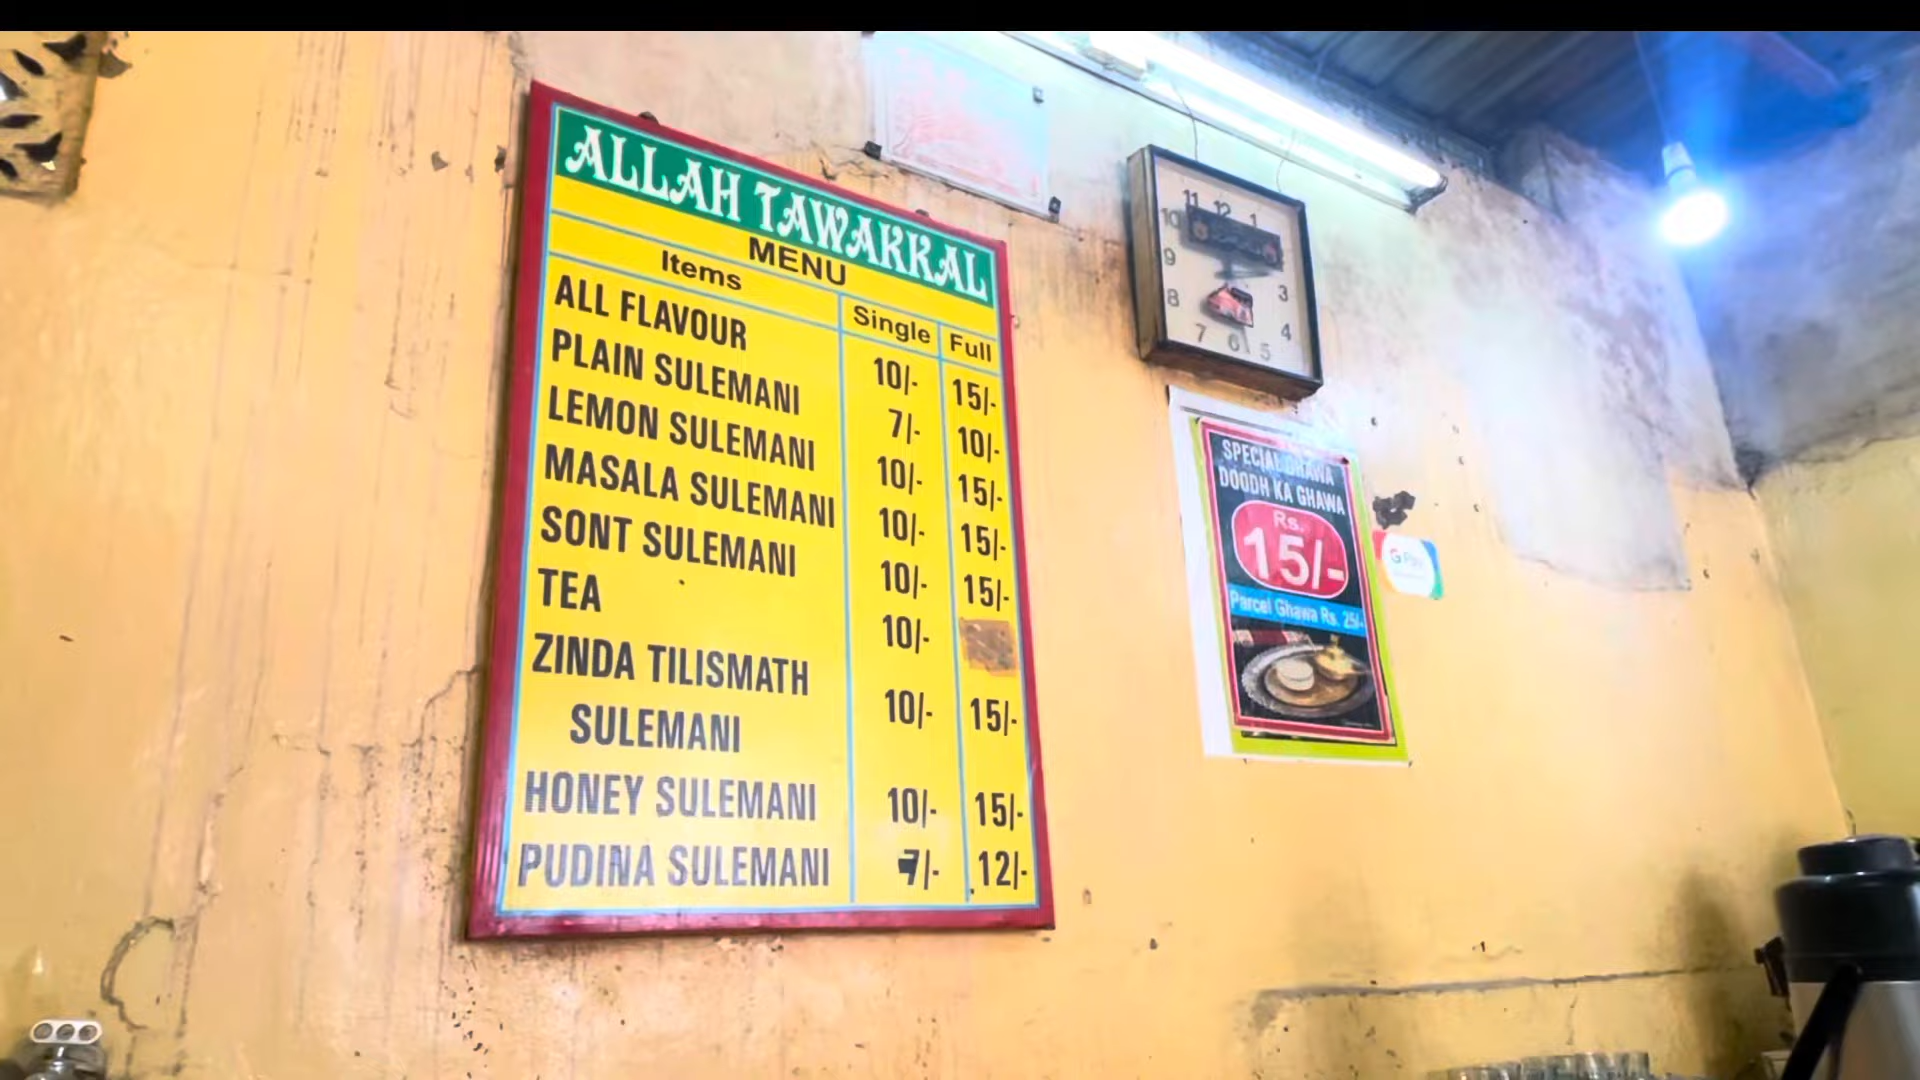 ALLAH TAWAKKAL
MENU
Items Single Full
ALL FLAVOUR 10/- 15/-
PLAIN SULEMANI 7/- 10/-
LEMON SULEMANI 10/- 15/-
MASALA SULEMANI 10/- 15/-
SONT SULEMANI 10/- 15/-
TEA 10/-
ZINDA TILISMATH
SULEMANI 10/- 15/-
HONEY SULEMANI 10/- 15/-
PUDINA SULEMANI 7/- 12/-
11 12 1
10
9
8 3
7 6 5 4
SPECIAL GHAWA
DOODH KA GHAWA
Rs.
15/-
Parcel Ghawa Rs. 25/-
G Pay